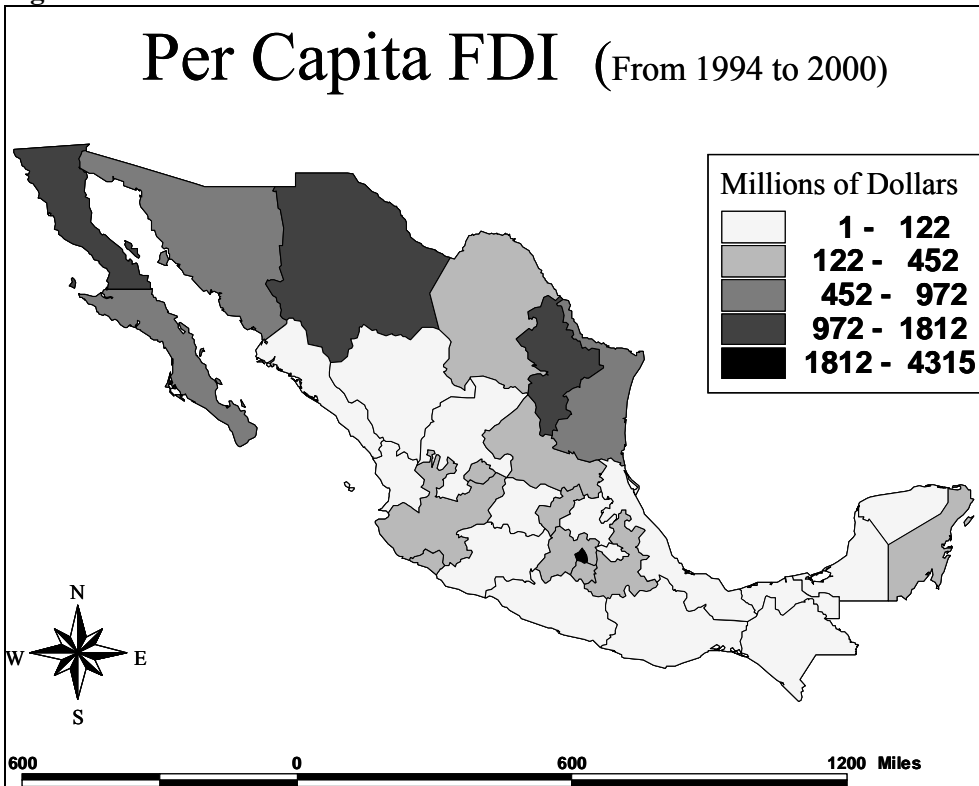 Per Capita FDI (From 1994 to 2000)
Millions of Dollars
1 - 122
122 - 452
452 - 972
972 - 1812
1812 - 4315
N
W E
S
600 0 600 1200 Miles